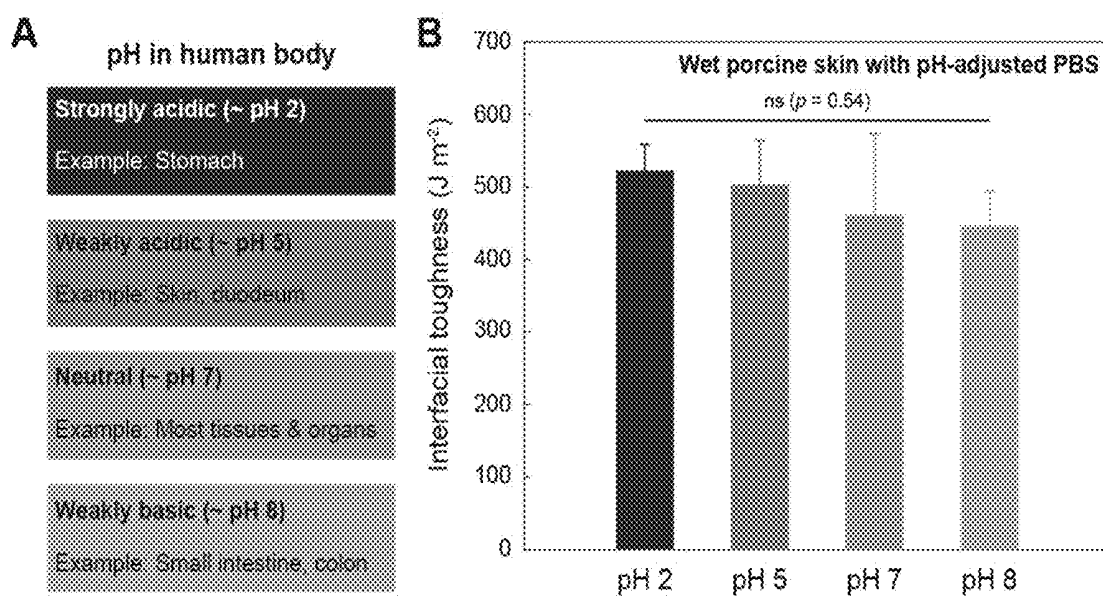 A
pH in human body
Strongly acidic (~ pH 2)
Example: Stomach
Weakly acidic (~ pH 5)
Example: Skin, duodeum
Neutral (~ pH 7)
Example: Most tissues & organs
Weakly basic (~ pH 8)
Example: Small intestine, colon
B
Wet porcine skin with pH-adjusted PBS
ns (p = 0.54)
Interfacial toughness (J m⁻²)
700
600
500
400
300
200
100
0
pH 2
pH 5
pH 7
pH 8